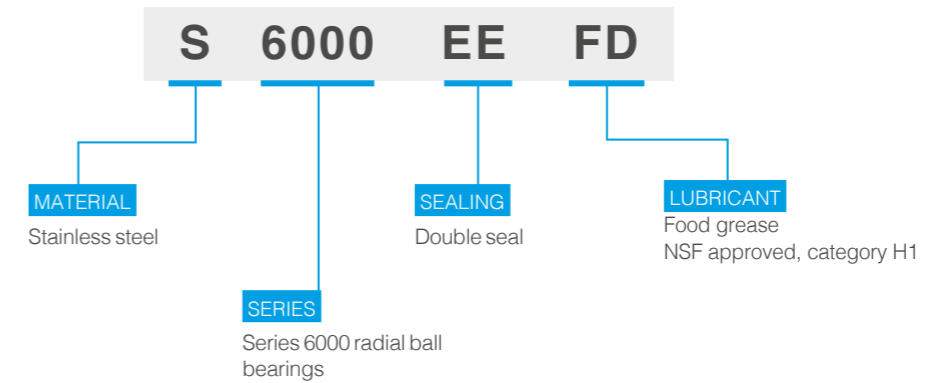 S 6000 EE FD
MATERIAL
Stainless steel
SERIES
Series 6000 radial ball
bearings
SEALING
Double seal
LUBRICANT
Food grease
NSF approved, category H1